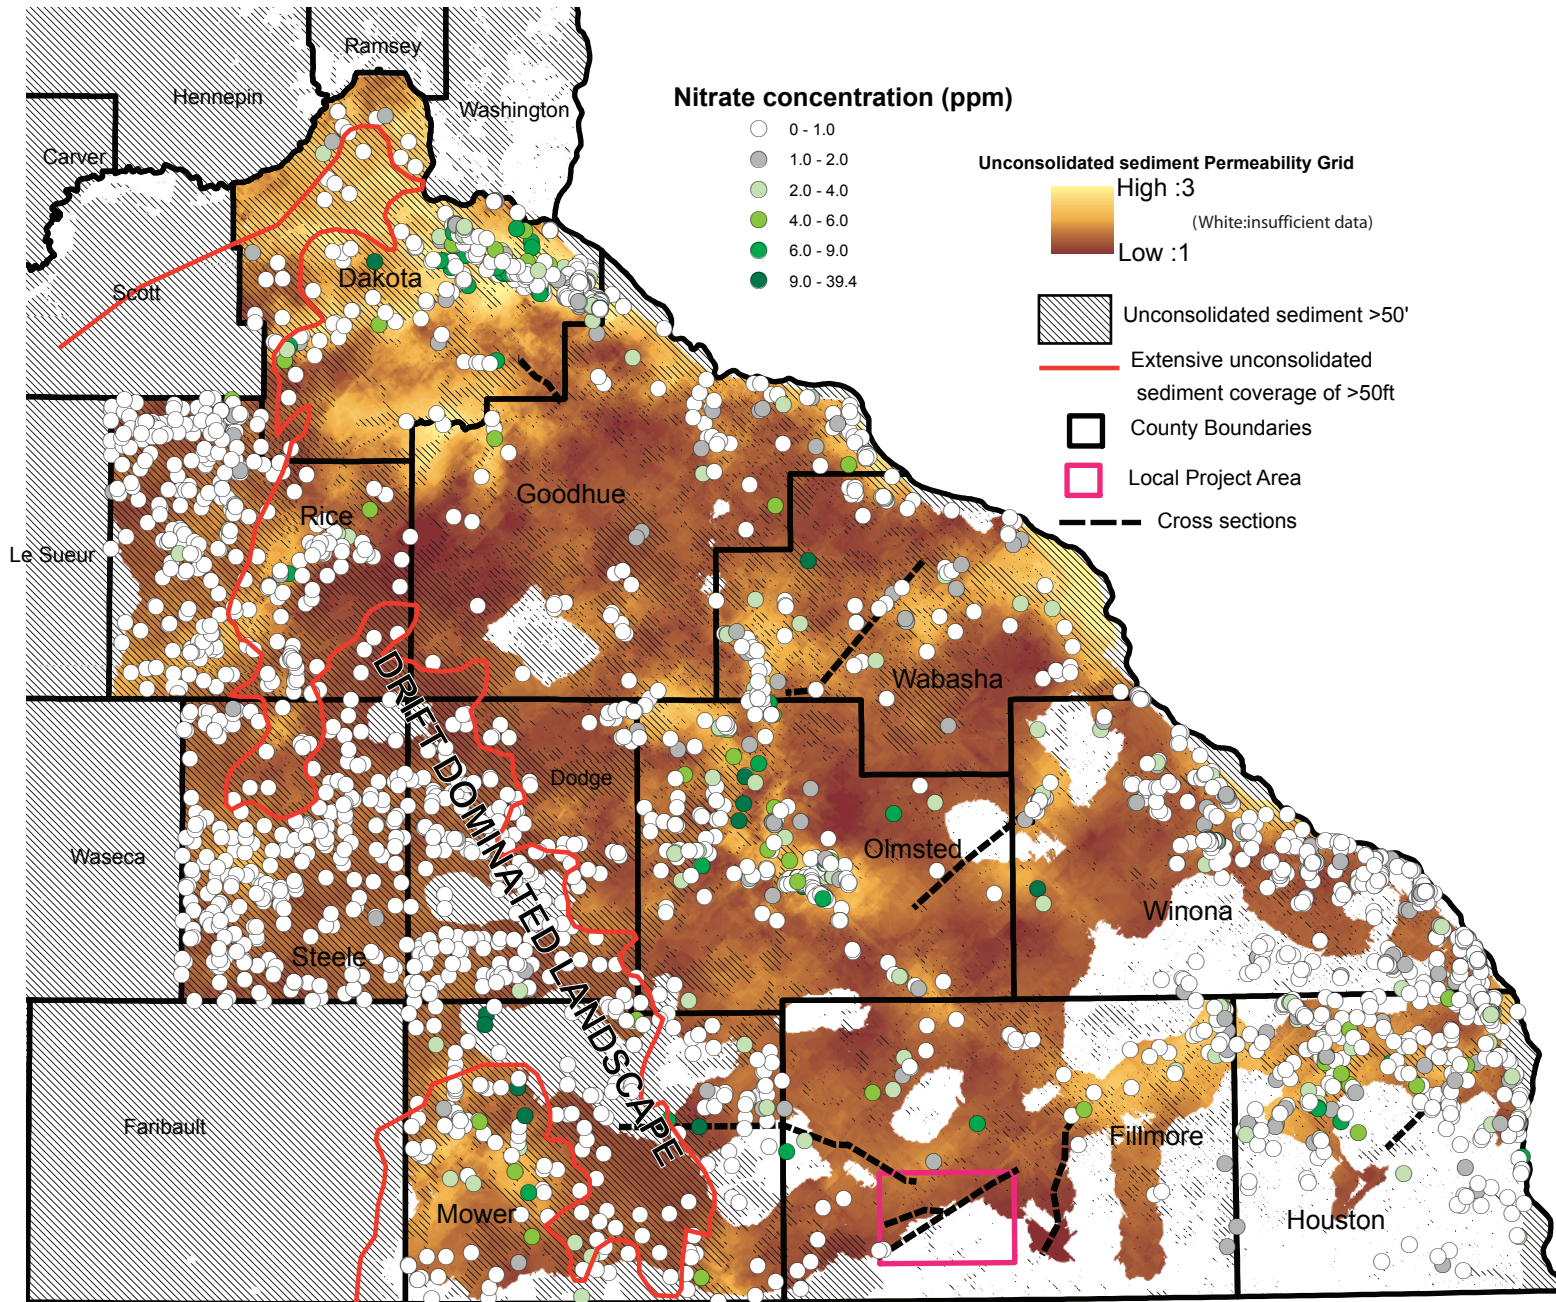 Ramsey
Hennepin
Washington
Carver
Scott
Dakota
Nitrate concentration (ppm)
0 - 1.0
1.0 - 2.0
2.0 - 4.0
4.0 - 6.0
6.0 - 9.0
9.0 - 39.4
Unconsolidated sediment Permeability Grid
High :3
(White:insufficient data)
Low :1
Unconsolidated sediment >50'
Extensive unconsolidated
sediment coverage of >50ft
County Boundaries
Local Project Area
Cross sections
Goodhue
Rice
Le Sueur
Wabasha
DRIFT DOMINATED LANDSCAPE
Dodge
Waseca
Olmsted
Winona
Steele
Faribault
Fillmore
Mower
Houston